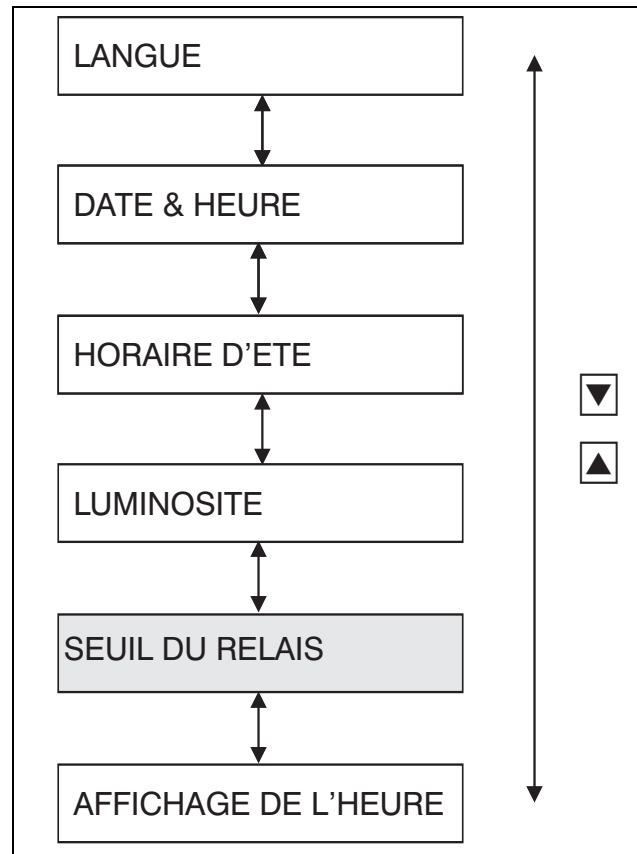 LANGUE
DATE & HEURE
HORAIRE D'ETE
LUMINOSITE
SEUIL DU RELAIS
AFFICHAGE DE L'HEURE